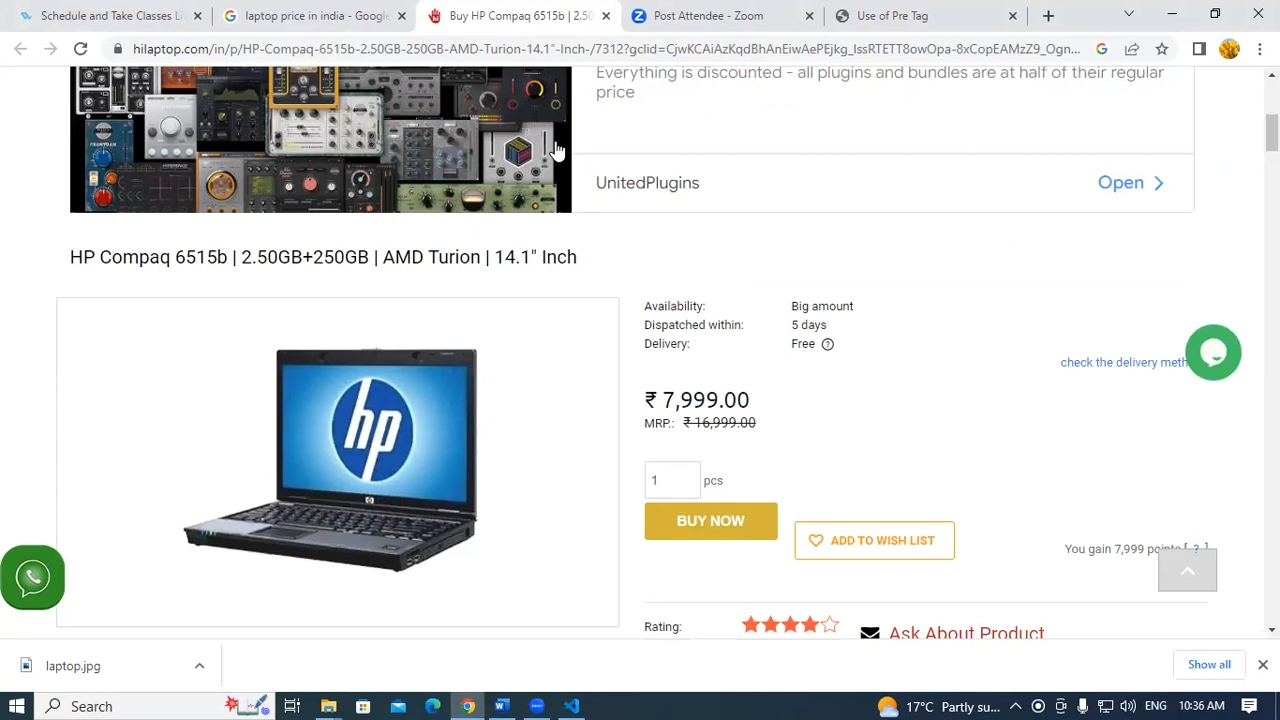 Schedule and Take Classes Li
laptop price in india - Google
Buy HP Compaq 6515b | 2.50
Post Attendee - Zoom
Use of Pre Tag
hilaptop.com/in/p/HP-Compaq-6515b-2.50GB-250GB-AMD-Turion-14.1"-Inch-/7312?gclid=CjwKCAiAzKqdBhAnEiwAePEjkg_IssRTETT8owOpa-8xCopEAMzZ9_Ogn...
Everything is discounted - all plugins and bundles are at half of their regular
price
UnitedPlugins
Open
HP Compaq 6515b | 2.50GB+250GB | AMD Turion | 14.1" Inch
Availability: Big amount
Dispatched within: 5 days
Delivery: Free ?
check the delivery meth
₹ 7,999.00
MRP.: ₹ 16,999.00
1 pcs
BUY NOW
ADD TO WISH LIST
You gain 7,999 points [ ? ]
Rating:
Ask About Product
hp
laptop.jpg
Show all
Search
17°C Partly su...
10:36 AM